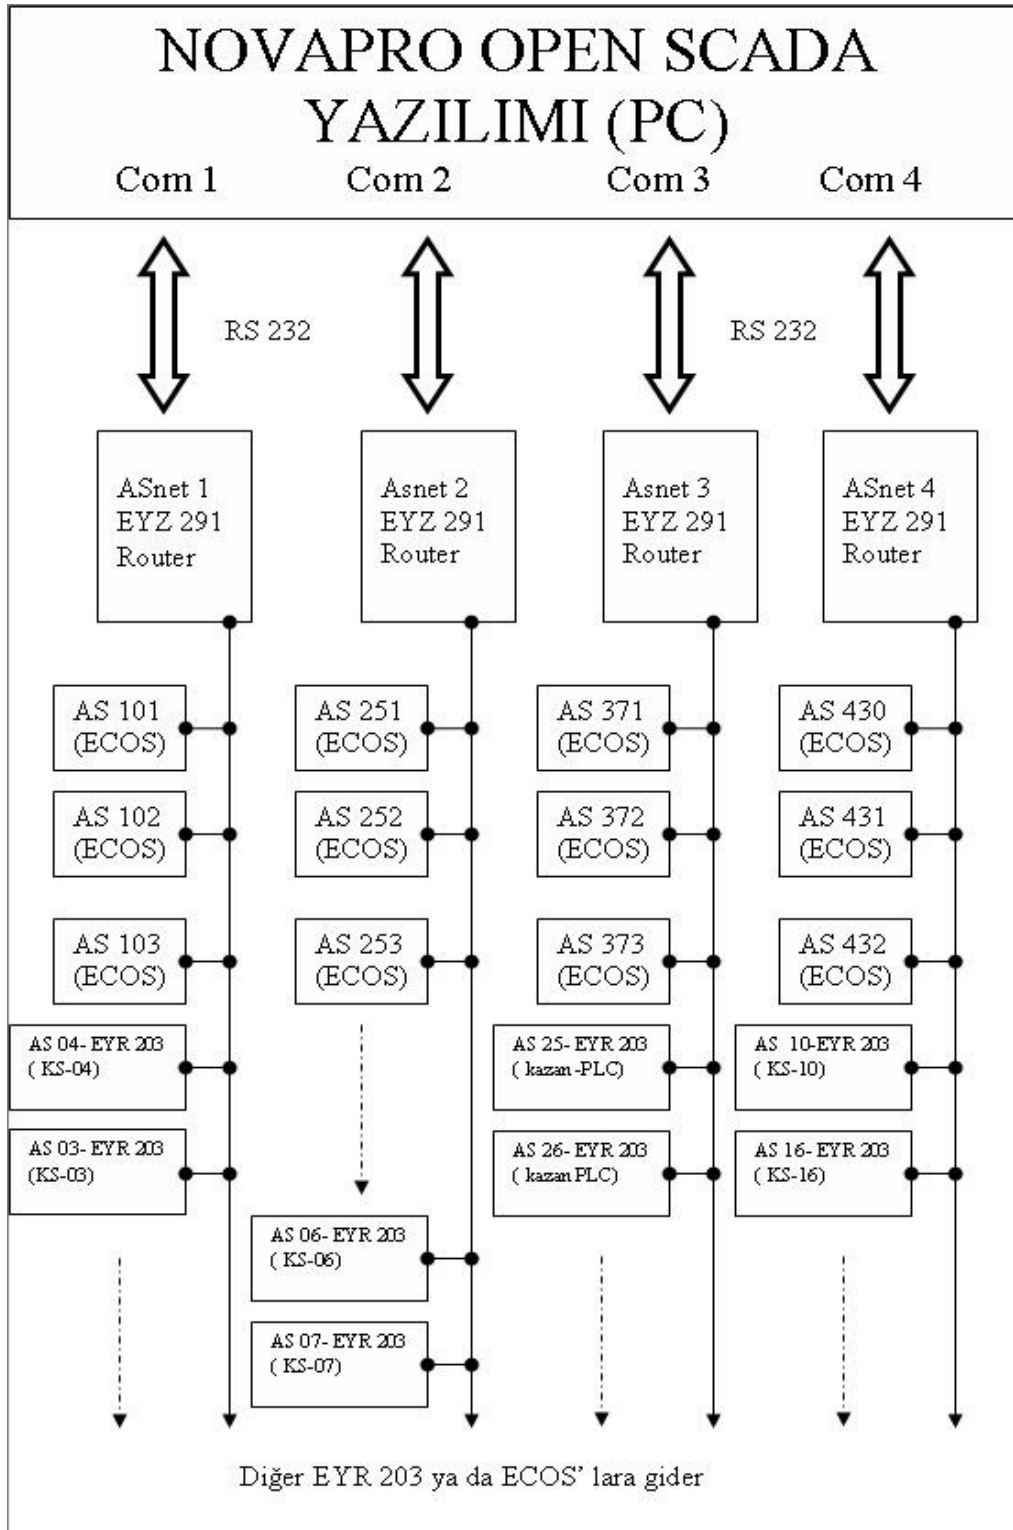 NOVAPRO OPEN SCADA
YAZILIMI (PC)
Com 1
Com 2
Com 3
Com 4
RS 232
RS 232
ASnet 1
EYZ 291
Router
Asnet 2
EYZ 291
Router
Asnet 3
EYZ 291
Router
ASnet 4
EYZ 291
Router
AS 101
(ECOS)
AS 251
(ECOS)
AS 371
(ECOS)
AS 430
(ECOS)
AS 102
(ECOS)
AS 252
(ECOS)
AS 372
(ECOS)
AS 431
(ECOS)
AS 103
(ECOS)
AS 253
(ECOS)
AS 373
(ECOS)
AS 432
(ECOS)
AS 04- EYR 203
( KS-04)
AS 25- EYR 203
( kazan -PLC)
AS 10-EYR 203
( KS-10)
AS 03- EYR 203
(KS-03)
AS 26- EYR 203
( kazan PLC)
AS 16- EYR 203
( KS-16)
AS 06- EYR 203
( KS-06)
AS 07- EYR 203
( KS-07)
Diğer EYR 203 ya da ECOS’ lara gider